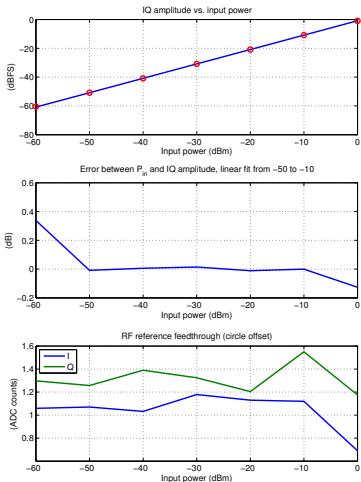 IQ amplitude vs. input power
0
−20
−40
−60
−80
(dBFS)
−60 −50 −40 −30 −20 −10 0
Input power (dBm)
Error between Pin and IQ amplitude, linear fit from −50 to −10
0.6
0.4
0.2
0
−0.2
(dB)
−60 −50 −40 −30 −20 −10 0
Input power (dBm)
RF reference feedthrough (circle offset)
1.6
1.4
1.2
1
0.8
(ADC counts)
I
Q
−60 −50 −40 −30 −20 −10 0
Input power (dBm)